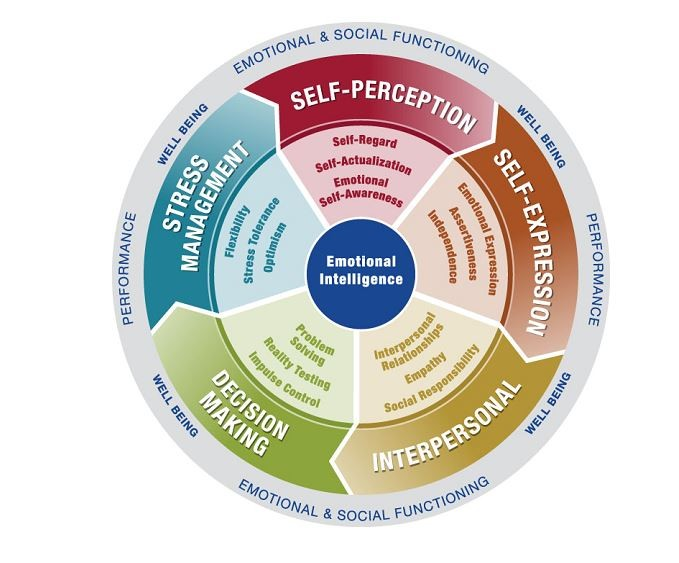 EMOTIONAL & SOCIAL FUNCTIONING
WELL BEING
WELL BEING
PERFORMANCE
PERFORMANCE
WELL BEING
WELL BEING
EMOTIONAL & SOCIAL FUNCTIONING
SELF-PERCEPTION
Self-Regard
Self-Actualization
Emotional
Self-Awareness
SELF-EXPRESSION
Emotional Expression
Assertiveness
Independence
INTERPERSONAL
Interpersonal
Relationships
Empathy
Social Responsibility
DECISION
MAKING
Problem
Solving
Reality Testing
Impulse Control
STRESS
MANAGEMENT
Flexibility
Stress Tolerance
Optimism
Emotional
Intelligence